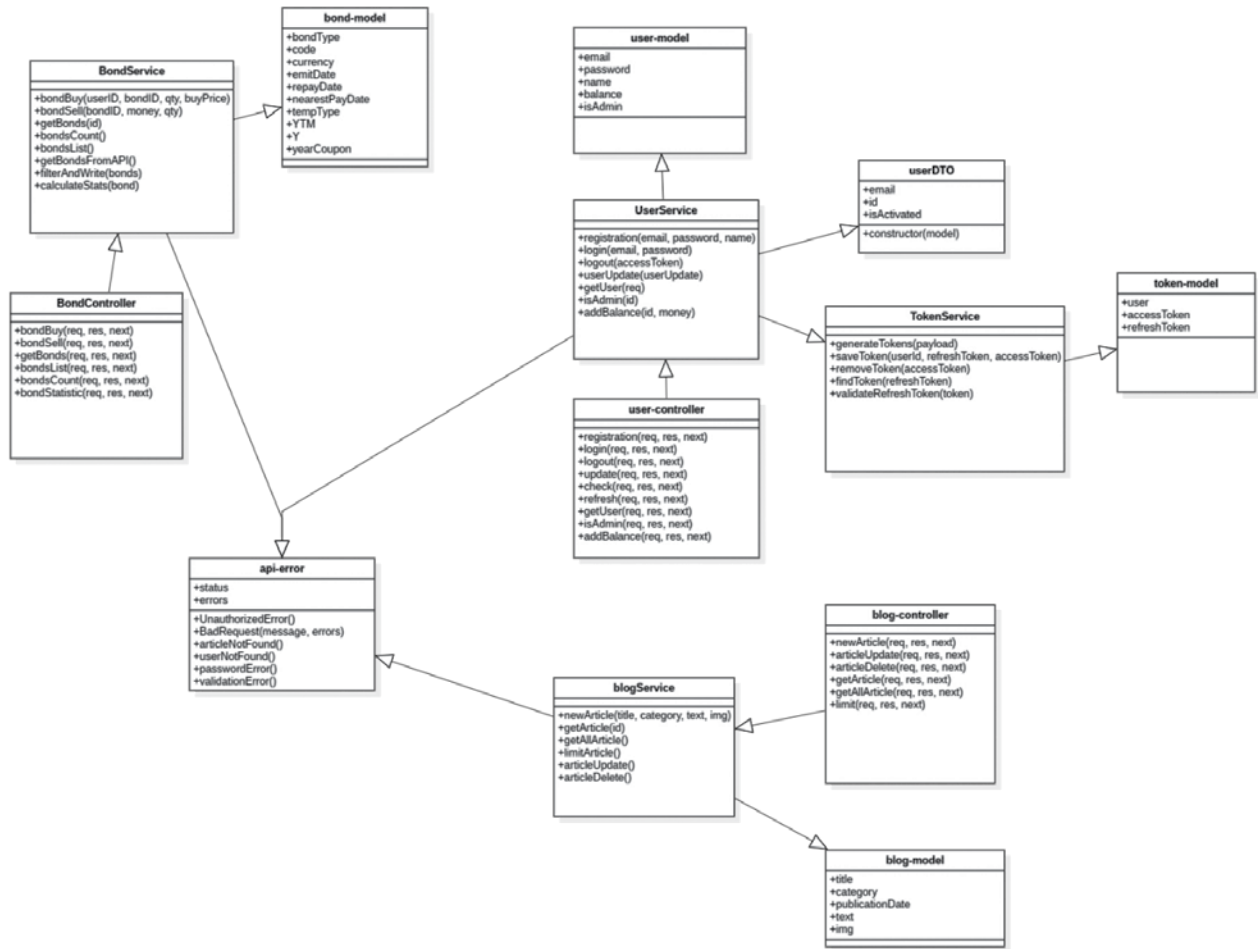 bond-model
+bondType
+code
+currency
+emitDate
+repayDate
+nearestPayDate
+tempType
+YTM
+Y
+yearCoupon
BondService
+bondBuy(userID, bondID, qty, buyPrice)
+bondSell(bondID, money, qty)
+getBonds(id)
+bondsCount()
+bondsList()
+getBondsFromAPI()
+filterAndWrite(bonds)
+calculateStats(bond)
BondController
+bondBuy(req, res, next)
+bondSell(req, res, next)
+getBonds(req, res, next)
+bondsList(req, res, next)
+bondsCount(req, res, next)
+bondStatistic(req, res, next)
user-model
+email
+password
+name
+balance
+isAdmin
userDTO
+email
+id
+isActivated
+constructor(model)
UserService
+registration(email, password, name)
+login(email, password)
+logout(accessToken)
+userUpdate(userUpdate)
+getUser(req)
+isAdmin(id)
+addBalance(id, money)
token-model
+user
+accessToken
+refreshToken
TokenService
+generateTokens(payload)
+saveToken(userId, refreshToken, accessToken)
+removeToken(accessToken)
+findToken(refreshToken)
+validateRefreshToken(token)
user-controller
+registration(req, res, next)
+login(req, res, next)
+logout(req, res, next)
+update(req, res, next)
+check(req, res, next)
+refresh(req, res, next)
+getUser(req, res, next)
+isAdmin(req, res, next)
+addBalance(req, res, next)
api-error
+status
+errors
+UnauthorizedError()
+BadRequest(message, errors)
+articleNotFound()
+userNotFound()
+passwordError()
+validationError()
blog-controller
+newArticle(req, res, next)
+articleUpdate(req, res, next)
+articleDelete(req, res, next)
+getArticle(req, res, next)
+getAllArticle(req, res, next)
+limit(req, res, next)
blogService
+newArticle(title, category, text, img)
+getArticle(id)
+getAllArticle()
+limitArticle()
+articleUpdate()
+articleDelete()
blog-model
+title
+category
+publicationDate
+text
+img